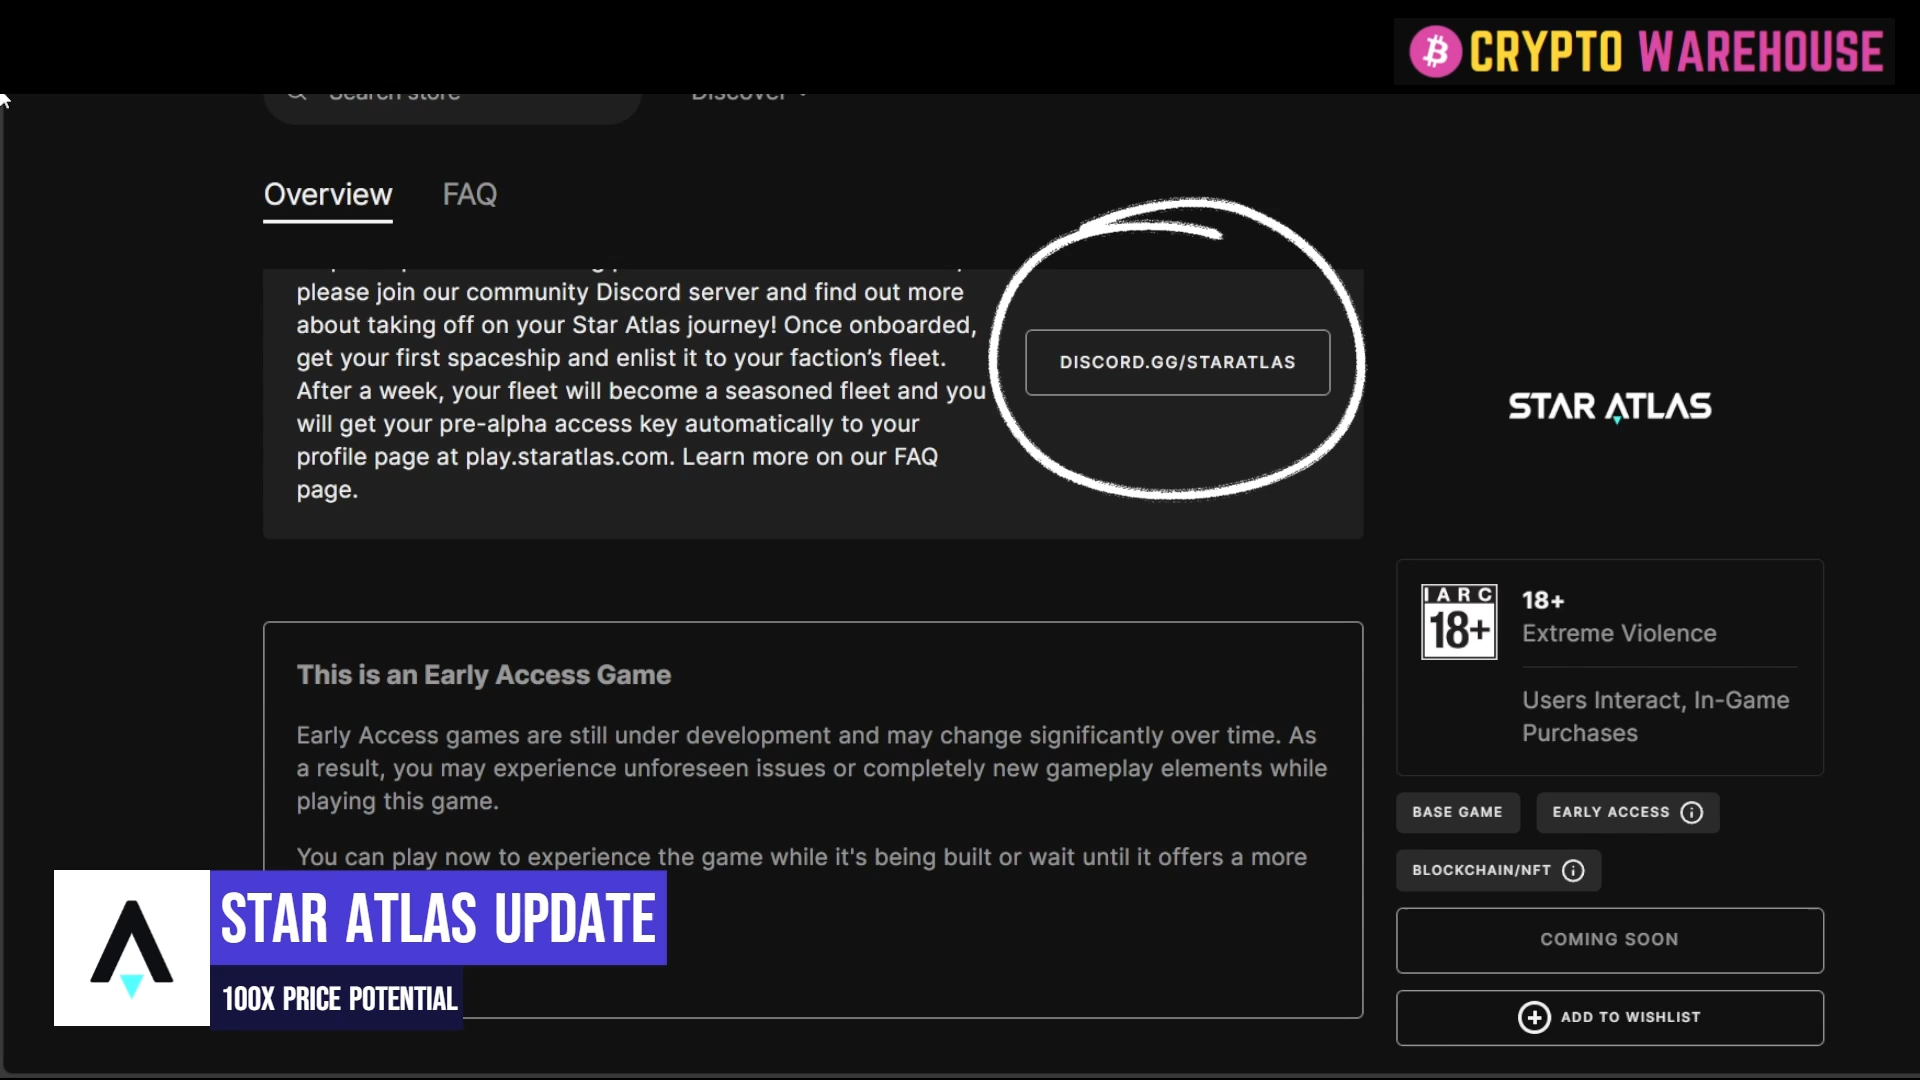 CRYPTO WAREHOUSE
Search store
Discover
Overview
FAQ
please join our community Discord server and find out more
about taking off on your Star Atlas journey! Once onboarded,
get your first spaceship and enlist it to your faction’s fleet.
After a week, your fleet will become a seasoned fleet and you
will get your pre-alpha access key automatically to your
profile page at play.staratlas.com. Learn more on our FAQ
page.
DISCORD.GG/STARATLAS
STAR ATLAS
This is an Early Access Game
Early Access games are still under development and may change significantly over time. As
a result, you may experience unforeseen issues or completely new gameplay elements while
playing this game.
You can play now to experience the game while it's being built or wait until it offers a more
IARC
18+
18+
Extreme Violence
Users Interact, In-Game
Purchases
BASE GAME
EARLY ACCESS
BLOCKCHAIN/NFT
COMING SOON
ADD TO WISHLIST
STAR ATLAS UPDATE
100X PRICE POTENTIAL